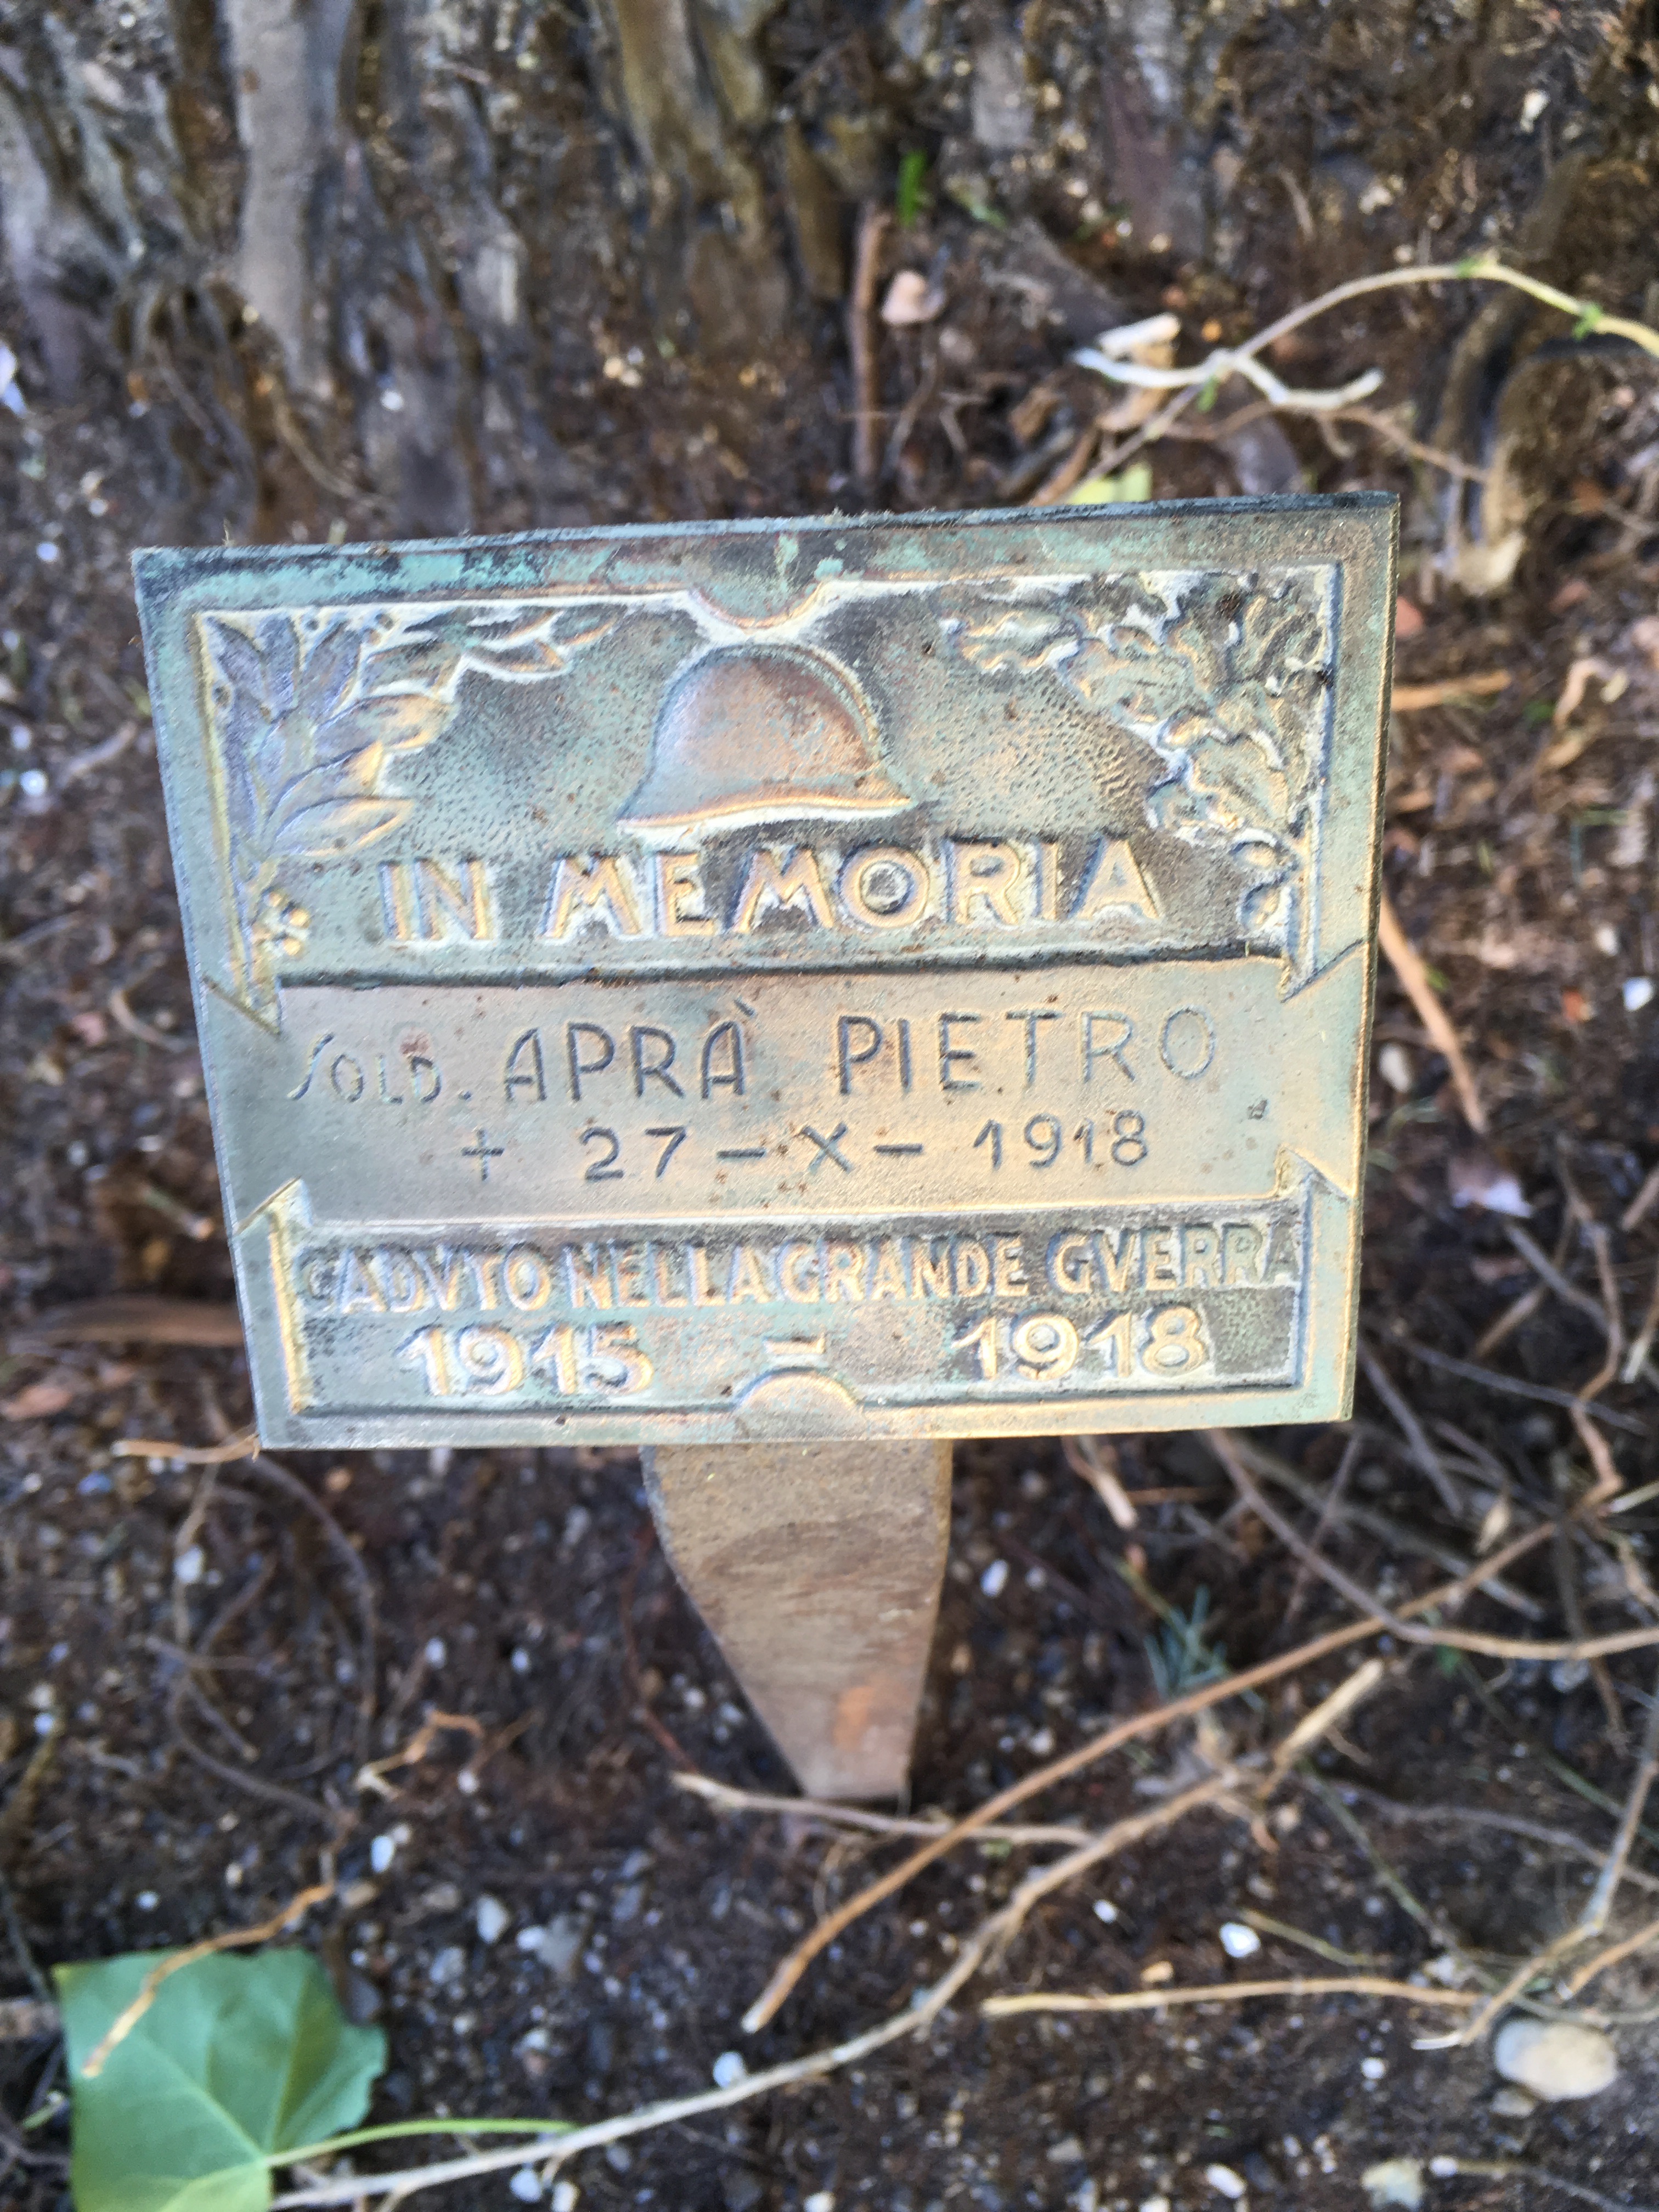 IN MEMORIA
SOLD. APRÀ PIETRO
+ 27-X-1918
CADVTO NELLA GRANDE GVERRA
1915 - 1918